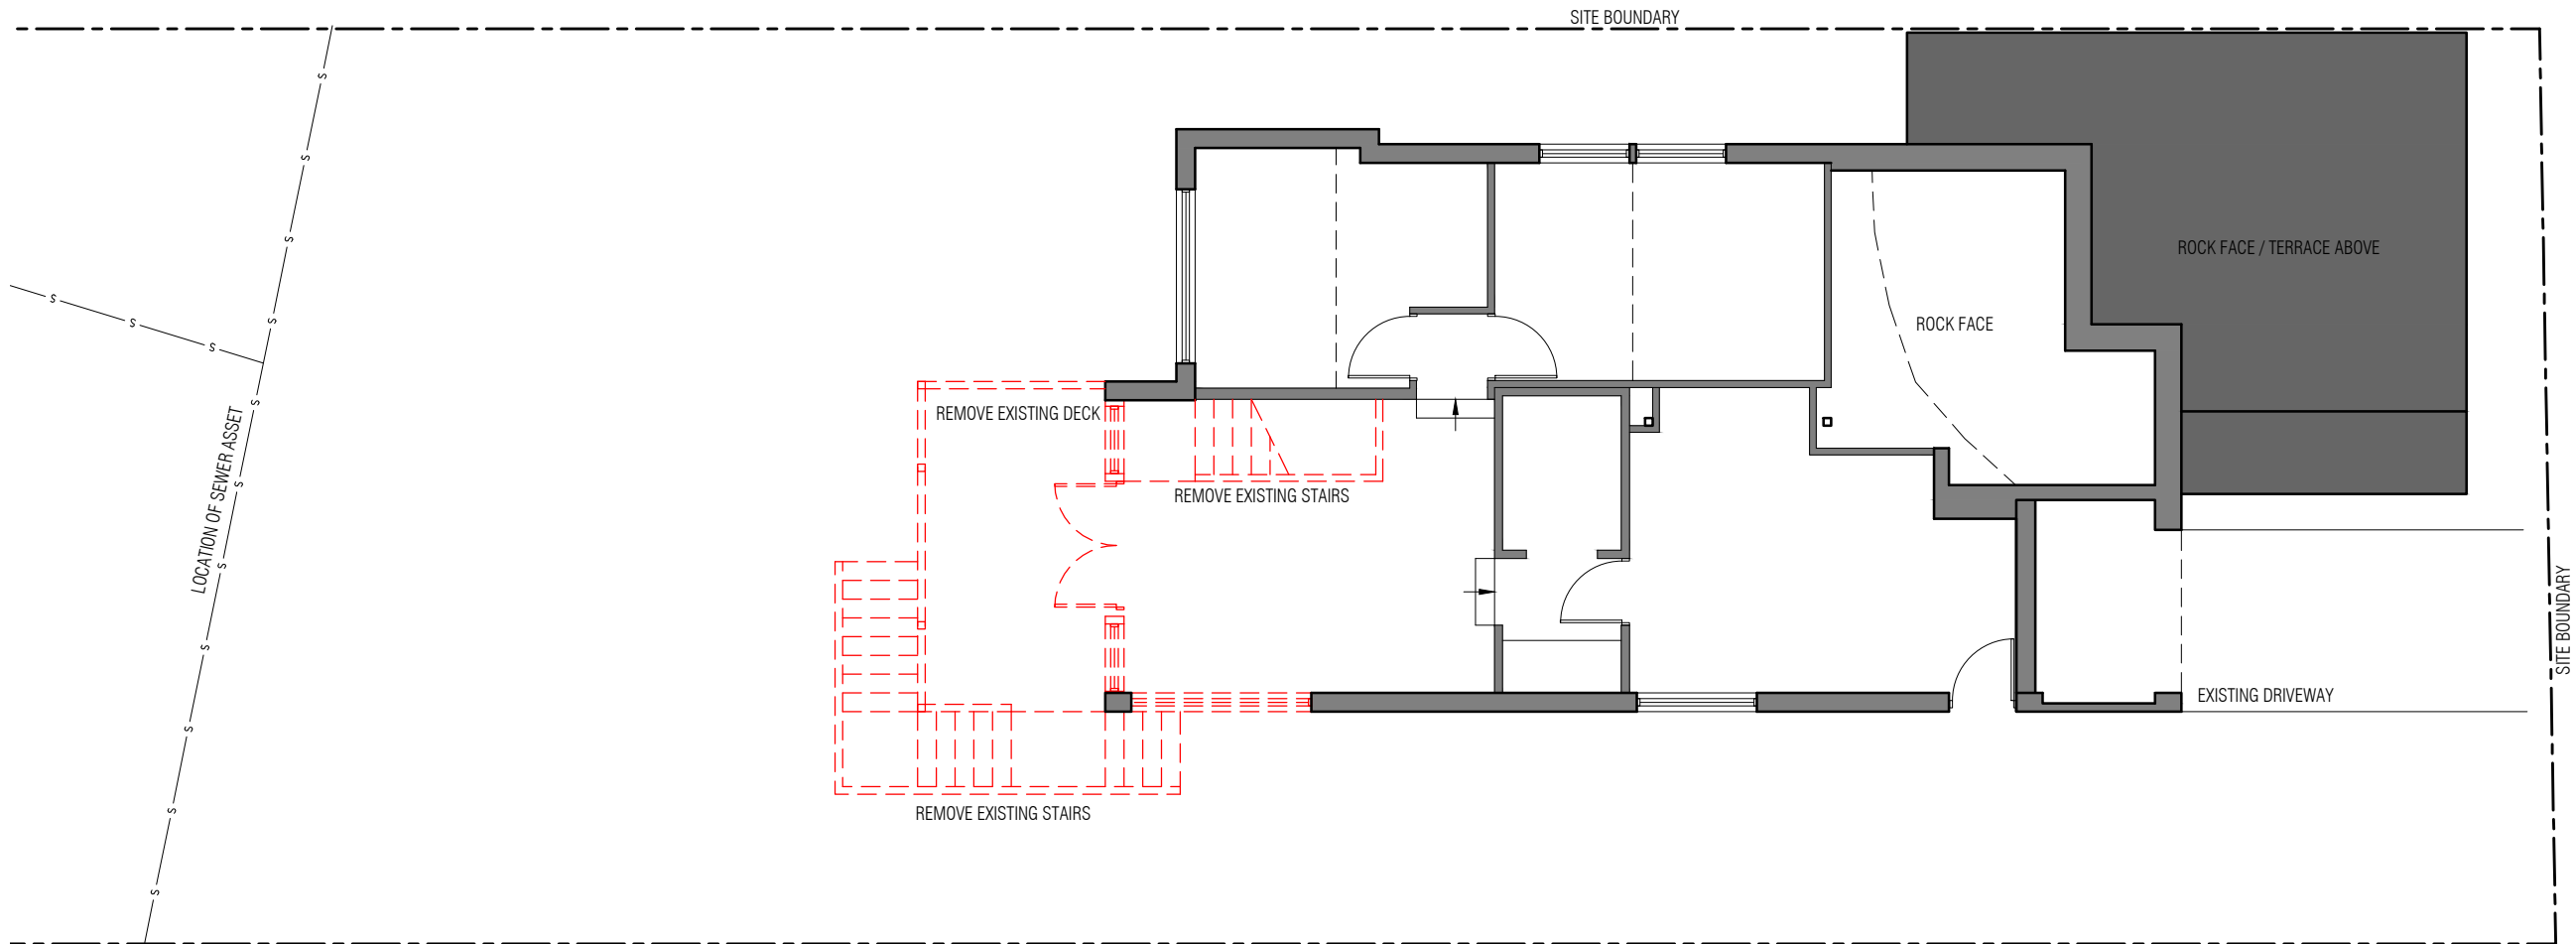 SITE BOUNDARY
ROCK FACE / TERRACE ABOVE
ROCK FACE
REMOVE EXISTING DECK
REMOVE EXISTING STAIRS
LOCATION OF SEWER ASSET
SITE BOUNDARY
EXISTING DRIVEWAY
REMOVE EXISTING STAIRS
S
S
S
S
S
S
S
S
S
S
S
S
S
S